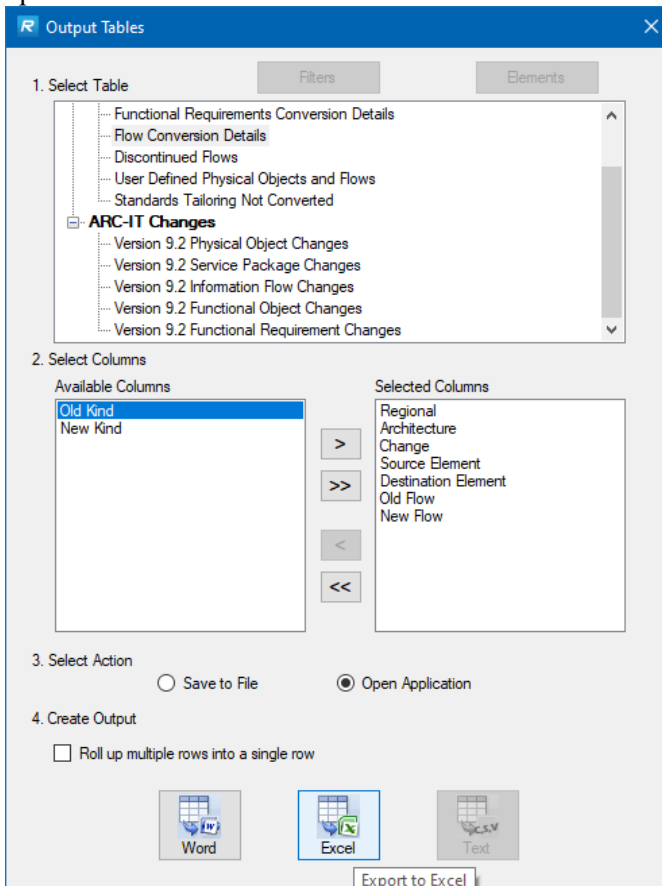 Output Tables
Filters
Elements
1. Select Table
Functional Requirements Conversion Details
Flow Conversion Details
Discontinued Flows
User Defined Physical Objects and Flows
Standards Tailoring Not Converted
ARC-IT Changes
Version 9.2 Physical Object Changes
Version 9.2 Service Package Changes
Version 9.2 Information Flow Changes
Version 9.2 Functional Object Changes
Version 9.2 Functional Requirement Changes
2. Select Columns
Available Columns
Selected Columns
Old Kind
New Kind
>
>>
<
<<
Regional
Architecture
Change
Source Element
Destination Element
Old Flow
New Flow
3. Select Action
Save to File
Open Application
4. Create Output
Roll up multiple rows into a single row
Word
Excel
c,s,v
Text
Export to Excel